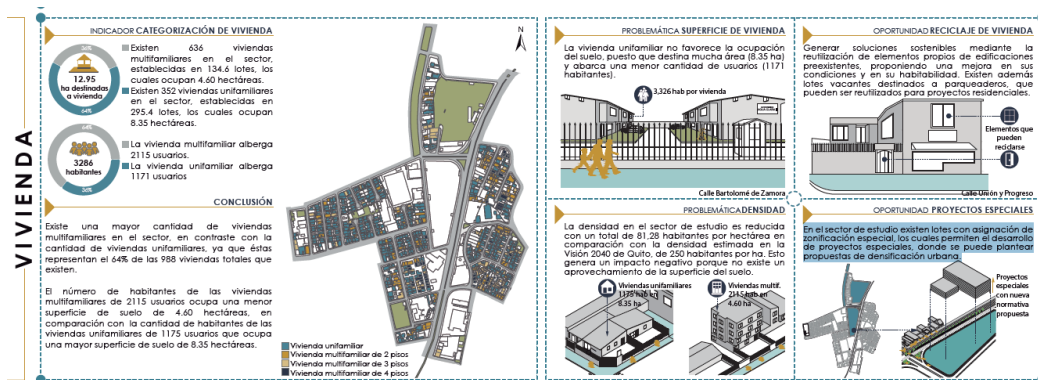 VIVIENDA
INDICADOR CATEGORIZACIÓN DE VIVIENDA
36%
12.95
ha destinadas
a vivienda
64%
Existen 636 viviendas
multifamiliares en el sector,
establecidas en 134.6 lotes, los
cuales ocupan 4.60 hectáreas.
Existen 352 viviendas unifamiliares
en el sector, establecidas en
295.4 lotes, los cuales ocupan
8.35 hectáreas.
64%
3286
habitantes
36%
La vivienda multifamiliar alberga
2115 usuarios.
La vivienda unifamiliar alberga
1171 usuarios
CONCLUSIÓN
Existe una mayor cantidad de viviendas
multifamiliares en el sector, en contraste con la
cantidad de viviendas unifamiliares, ya que éstas
representan el 64% de las 988 viviendas totales que
existen.
El número de habitantes de las viviendas
multifamiliares de 2115 usuarios ocupa una menor
superficie de suelo de 4.60 hectáreas, en
comparación con la cantidad de habitantes de las
viviendas unifamiliares de 1175 usuarios que ocupa
una mayor superficie de suelo de 8.35 hectáreas.
N
Vivienda unifamiliar
Vivienda multifamiliar de 2 pisos
Vivienda multifamiliar de 3 pisos
Vivienda multifamiliar de 4 pisos
PROBLEMÁTICA SUPERFICIE DE VIVIENDA
La vivienda unifamiliar no favorece la ocupación
del suelo, puesto que destina mucha área (8.35 ha)
y abarca una menor cantidad de usuarios (1171
habitantes).
3,326 hab por vivienda
Calle Bartolomé de Zamora
OPORTUNIDAD RECICLAJE DE VIVIENDA
Generar soluciones sostenibles mediante la
reutilización de elementos propios de edificaciones
preexistentes, proponiendo una mejora en sus
condiciones y en su habitabilidad. Existen además
lotes vacantes destinados a parqueaderos, que
pueden ser reutilizados para proyectos residenciales.
Elementos que
pueden
reciclarse
Calle Unión y Progreso
PROBLEMÁTICA DENSIDAD
La densidad en el sector de estudio es reducida
con un total de 81,28 habitantes por hectárea en
comparación con la densidad estimada en la
Visión 2040 de Quito, de 250 habitantes por ha. Esto
genera un impacto negativo porque no existe un
aprovechamiento de la superficie del suelo.
Viviendas unifamiliares
1175 hab en
8.35 ha
Viviendas multif.
2115 hab en
4.60 ha
OPORTUNIDAD PROYECTOS ESPECIALES
En el sector de estudio existen lotes con asignación de
zonificación especial, los cuales permiten el desarrollo
de proyectos especiales, donde se puede plantear
propuestas de densificación urbana.
Proyectos
especiales
con nueva
normativa
propuesta